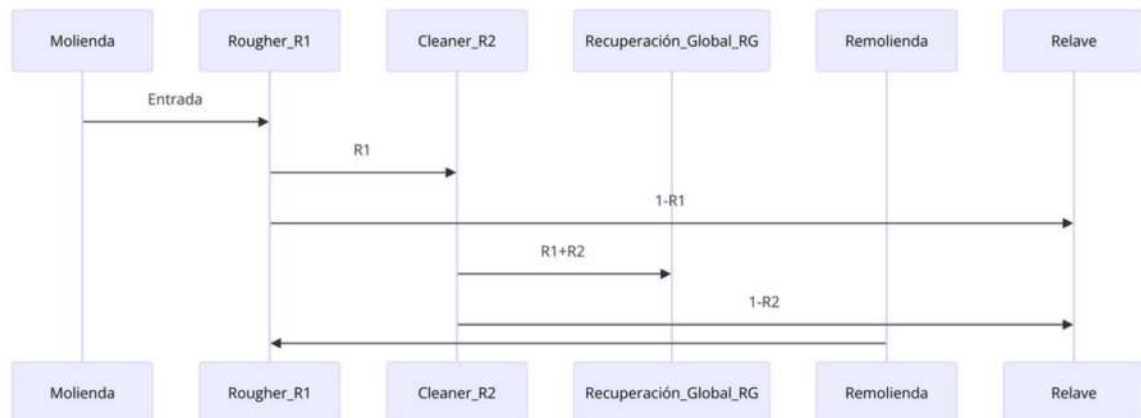 Molienda Rougher_R1 Cleaner_R2 Recuperación_Global_RG Remolienda Relave
Entrada
R1
1-R1
R1+R2
1-R2
Molienda Rougher_R1 Cleaner_R2 Recuperación_Global_RG Remolienda Relave